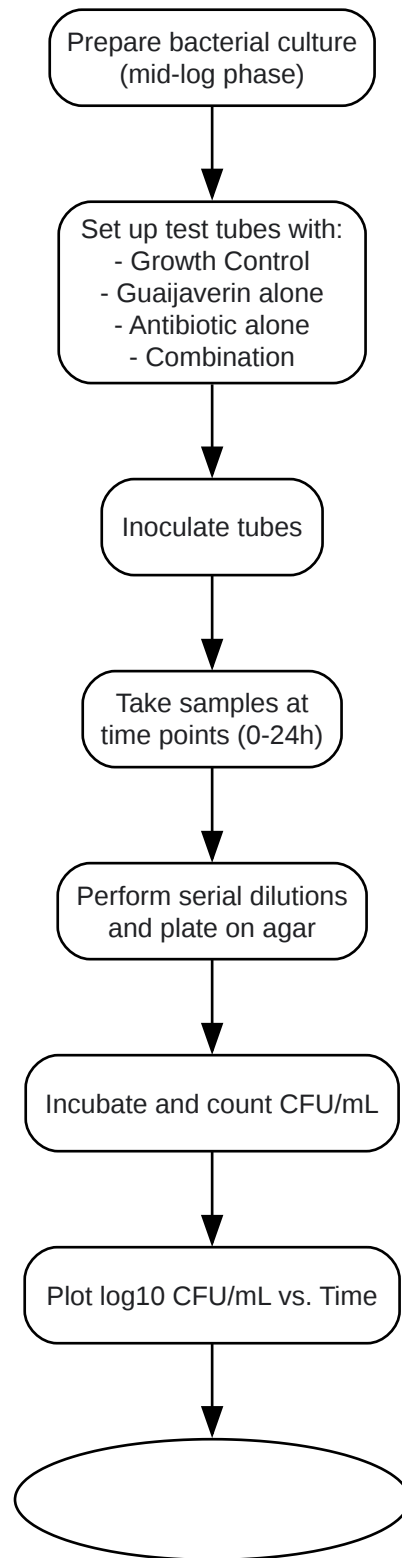 Prepare bacterial culture
(mid-log phase)
Set up test tubes with:
- Growth Control
- Guaijaverin alone
- Antibiotic alone
- Combination
Inoculate tubes
Take samples at
time points (0-24h)
Perform serial dilutions
and plate on agar
Incubate and count CFU/mL
Plot log10 CFU/mL vs. Time